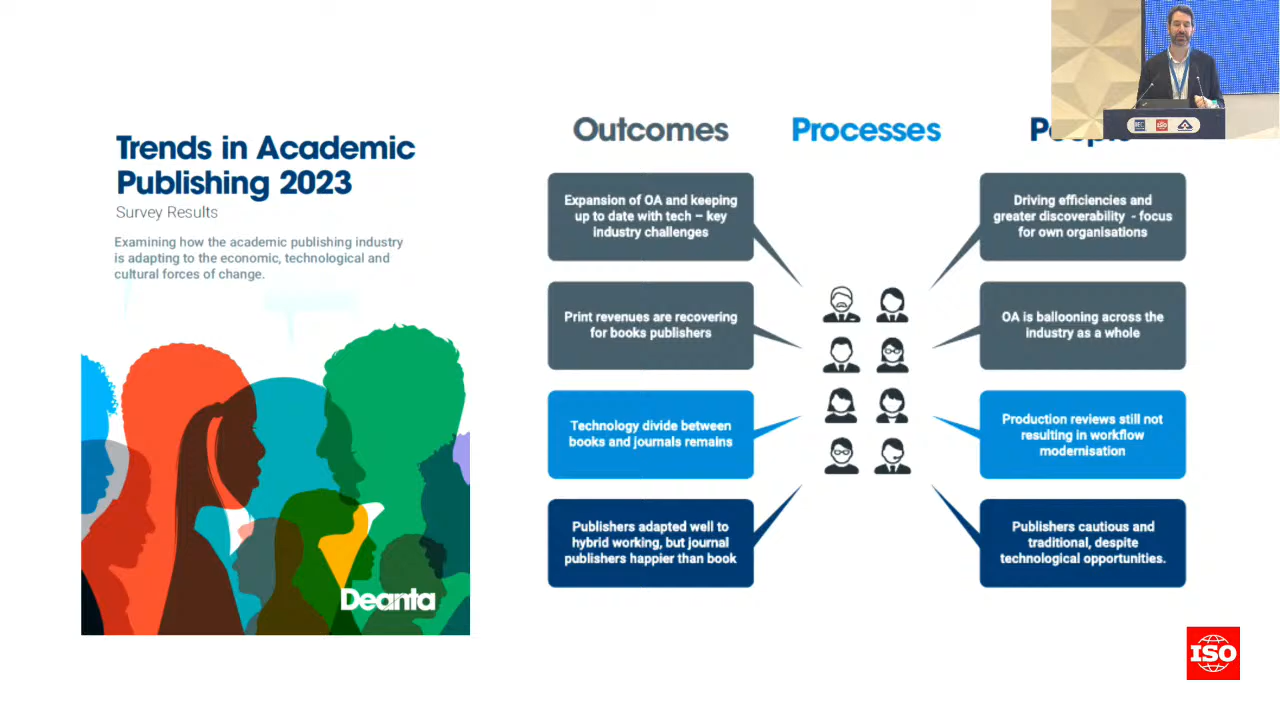 Trends in Academic
Publishing 2023
Survey Results
Examining how the academic publishing industry
is adapting to the economic, technological and
cultural forces of change.
Deanta
Outcomes
Processes
Expansion of OA and keeping
up to date with tech – key
industry challenges
Print revenues are recovering
for books publishers
Technology divide between
books and journals remains
Publishers adapted well to
hybrid working, but journal
publishers happier than book
Driving efficiencies and
greater discoverability - focus
for own organisations
OA is ballooning across the
industry as a whole
Production reviews still not
resulting in workflow
modernisation
Publishers cautious and
traditional, despite
technological opportunities.
ISO